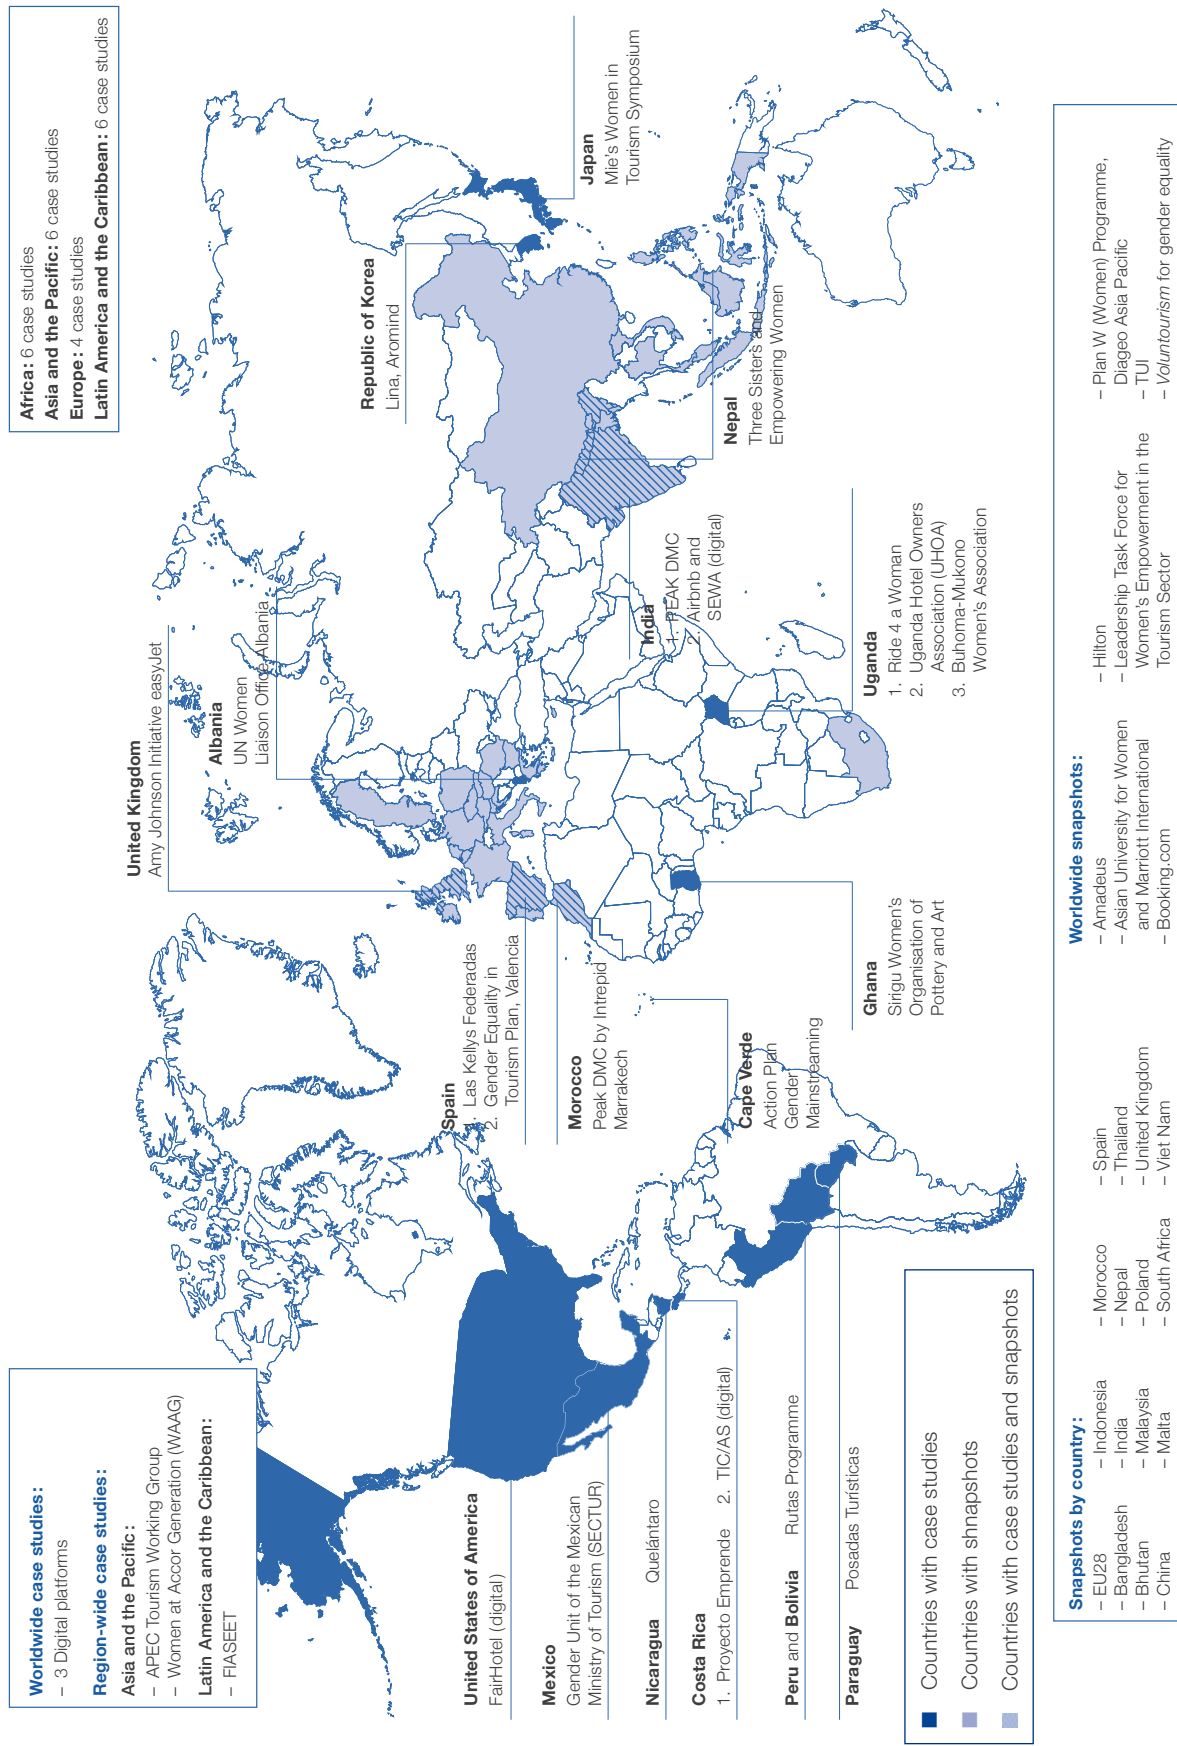 Worldwide case studies:
– 3 Digital platforms
Region-wide case studies:
Asia and the Pacific:
– APEC Tourism Working Group
– Women at Accor Generation (WAAG)
Latin America and the Caribbean:
– FIASEET
Africa: 6 case studies
Asia and the Pacific: 6 case studies
Europe: 4 case studies
Latin America and the Caribbean: 6 case studies
United Kingdom
Amy Johnson Initiative easyJet
Albania
UN Women
Liaison Office Albania
Republic of Korea
Lina, Aromind
Japan
Mie's Women in
Tourism Symposium
United States of America
FairHotel (digital)
Mexico
Gender Unit of the Mexican
Ministry of Tourism (SECTUR)
Nicaragua Quelántaro
Costa Rica
1. Proyecto Emprende 2. TIC/AS (digital)
Peru and Bolivia Rutas Programme
Paraguay Posadas Turísticas
Spain
1. Las Kellys Federadas
2. Gender Equality in
Tourism Plan, Valencia
Morocco
Peak DMC by Intrepid
Marrakech
Cape Verde
Action Plan
Gender
Mainstreaming
Ghana
Sirigu Women's
Organisation of
Pottery and Art
India
1. PEAK DMC
2. Airbnb and
SEWA (digital)
Nepal
Three Sisters and
Empowering Women
Uganda
1. Ride 4 a Woman
2. Uganda Hotel Owners
Association (UHOA)
3. Buhoma-Mukono
Women's Association
Countries with case studies
Countries with shnapshots
Countries with case studies and snapshots
Snapshots by country:
– EU28
– Bangladesh
– Bhutan
– China
– Indonesia
– India
– Malaysia
– Malta
– Morocco
– Nepal
– Poland
– South Africa
– Spain
– Thailand
– United Kingdom
– Viet Nam
Worldwide snapshots:
– Amadeus
– Asian University for Women
and Marriott International
– Booking.com
– Hilton
– Leadership Task Force for
Women's Empowerment in the
Tourism Sector
– Plan W (Women) Programme,
Diageo Asia Pacific
– TUI
– Voluntourism for gender equality